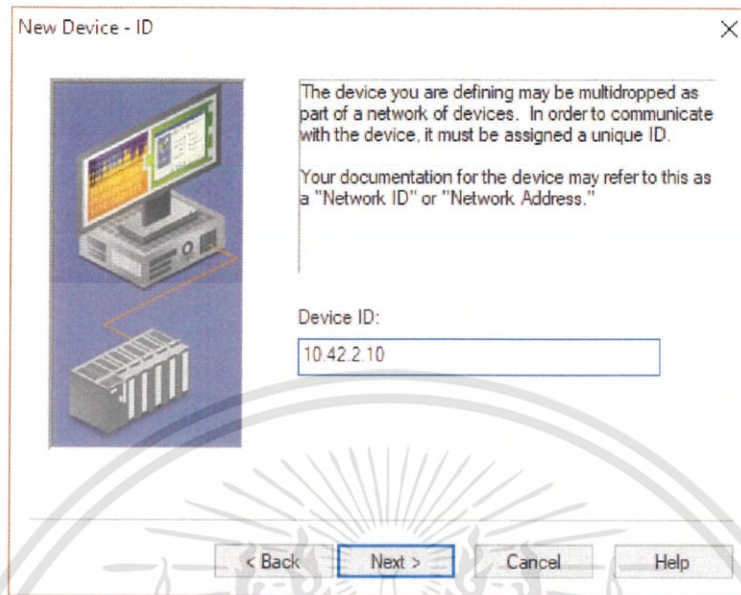 New Device - ID
The device you are defining may be multidropped as
part of a network of devices. In order to communicate
with the device, it must be assigned a unique ID.
Your documentation for the device may refer to this as
a "Network ID" or "Network Address."
Device ID:
10.42.2.10
< Back
Next >
Cancel
Help